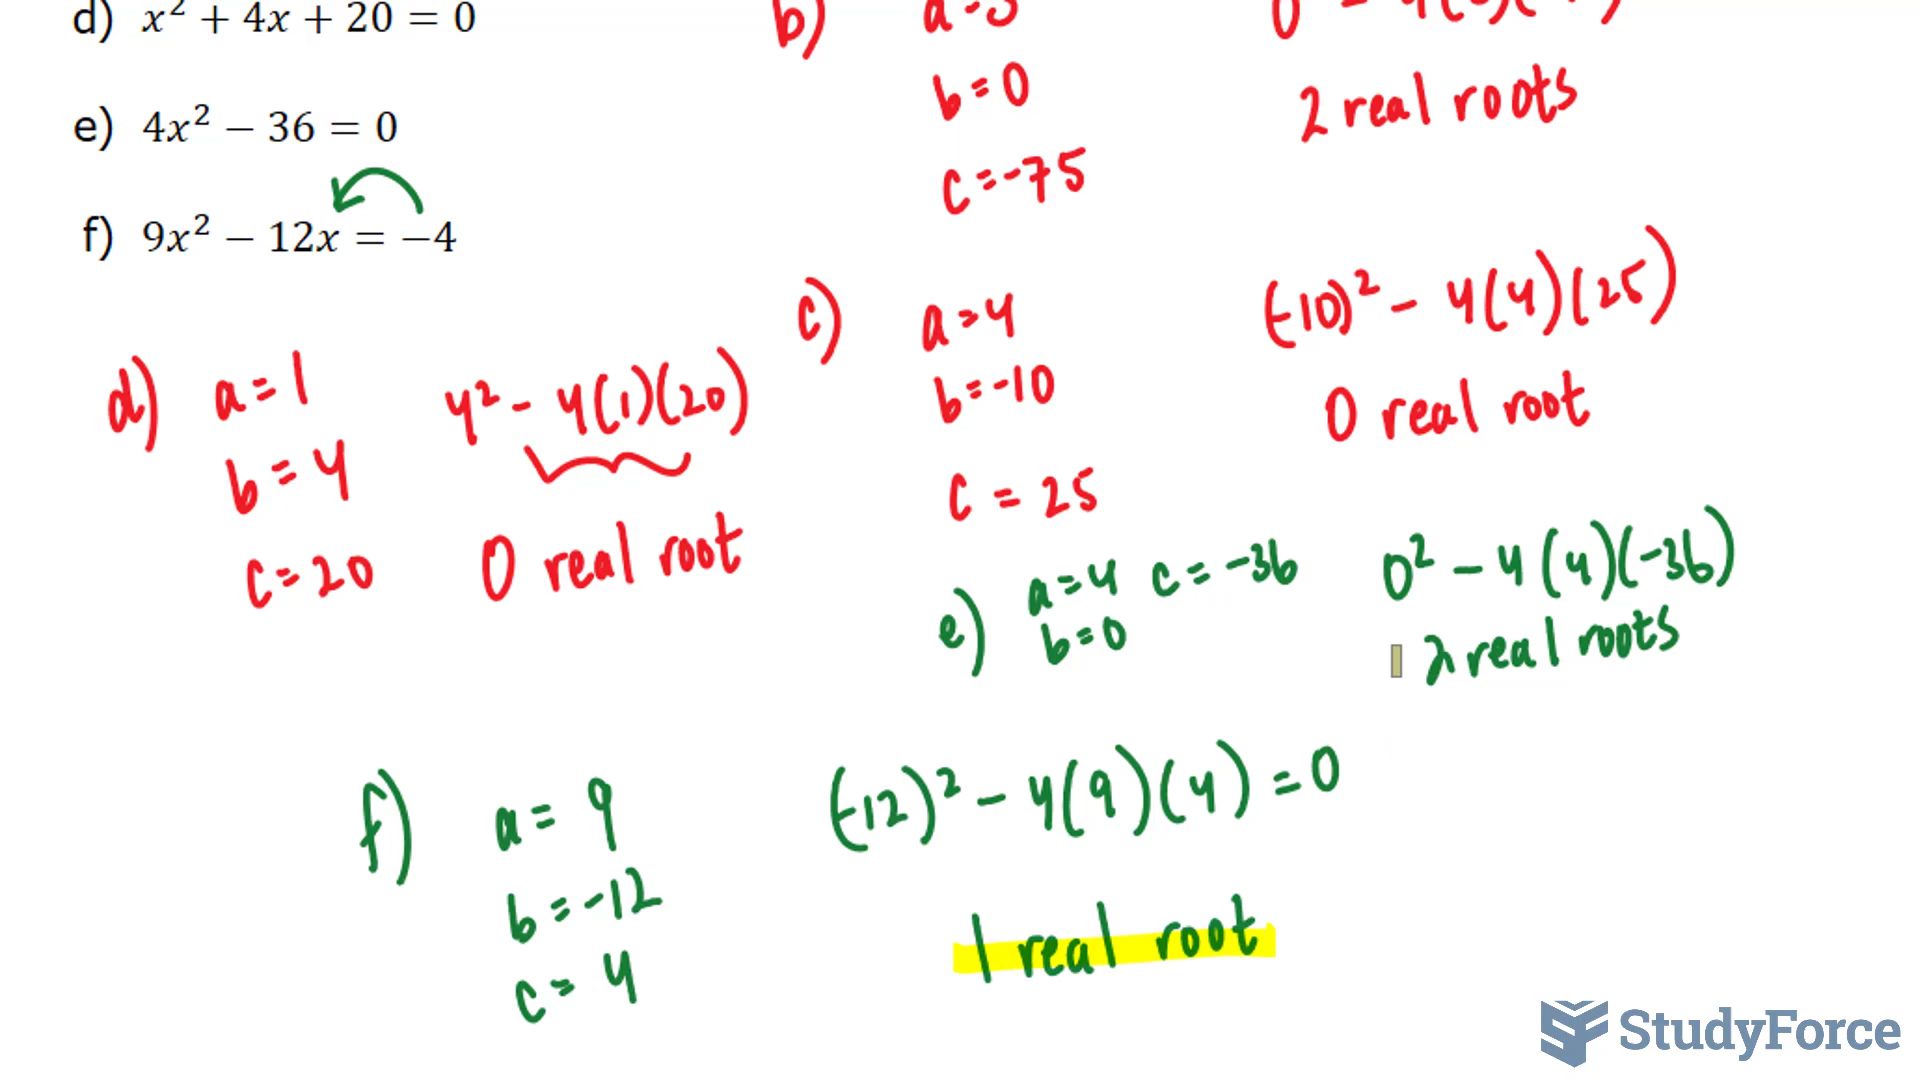 d) x² + 4x + 20 = 0
e) 4x² − 36 = 0
f) 9x² − 12x = −4
b)
b = 0
c = -75
2 real roots
c)
a = 4
b = -10
c = 25
(-10)² - 4(4)(25)
0 real root
d)
a = 1
b = 4
c = 20
4² - 4(1)(20)
0 real root
e)
a = 4 c = -36
b = 0
0² - 4(4)(-36)
2 real roots
f)
a = 9
b = -12
c = 4
(-12)² - 4(9)(4) = 0
1 real root
StudyForce